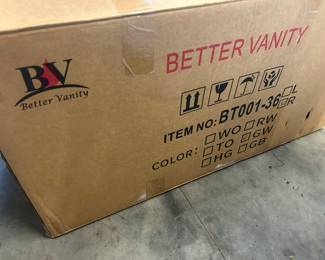 BV
Better Vanity
BETTER VANITY
ITEM NO: BT001-36 L
R
COLOR: WO RW
TO GW
HG GB